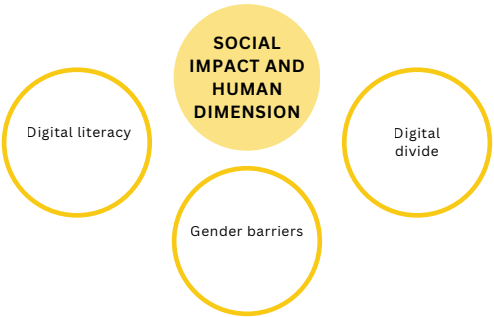 SOCIAL
IMPACT AND
HUMAN
DIMENSION
Digital literacy
Digital
divide
Gender barriers